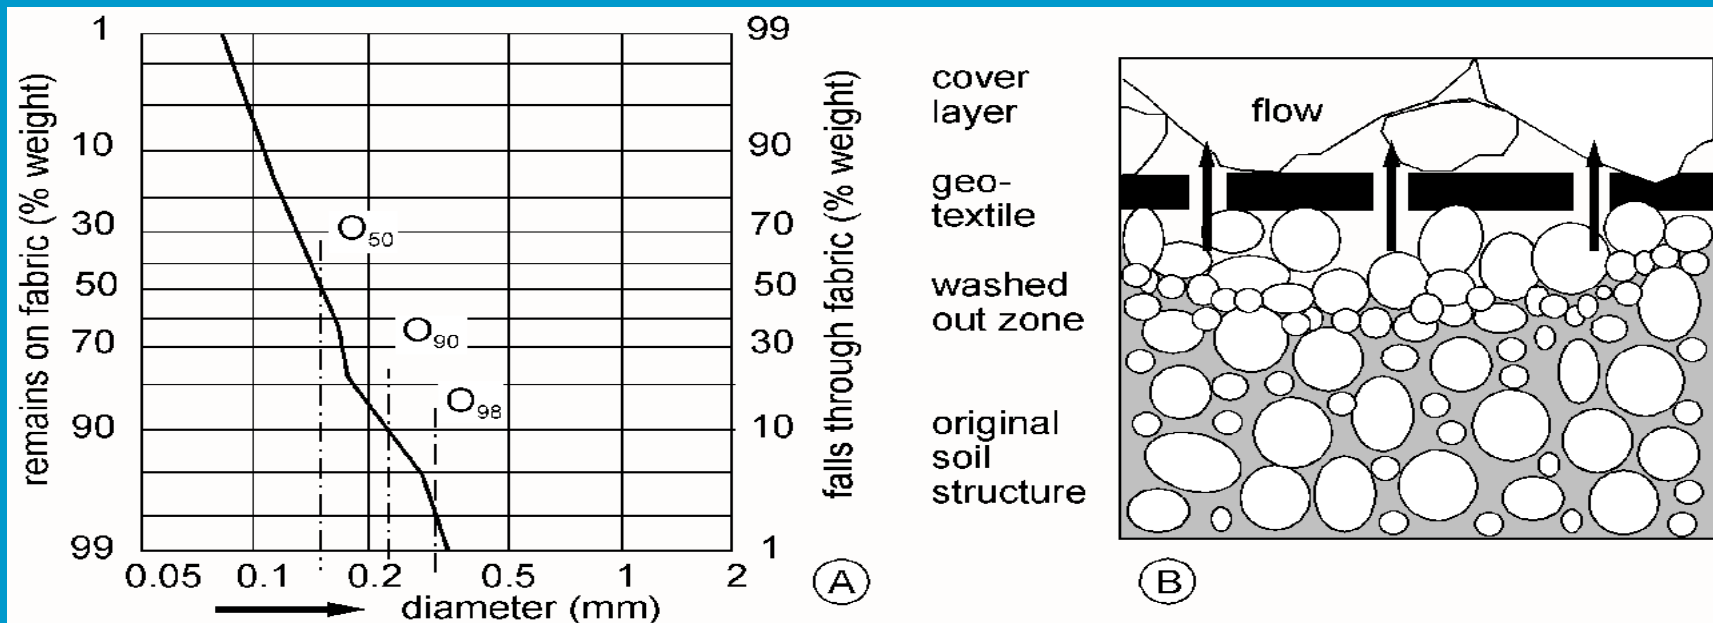 remains on fabric (% weight)
1
10
30
50
70
90
99
O50
O90
O98
99
90
70
50
30
10
1
falls through fabric (% weight)
0.05 0.1 0.2 0.5 1 2
diameter (mm)
A
cover
layer
geo-
textile
washed
out zone
original
soil
structure
flow
B